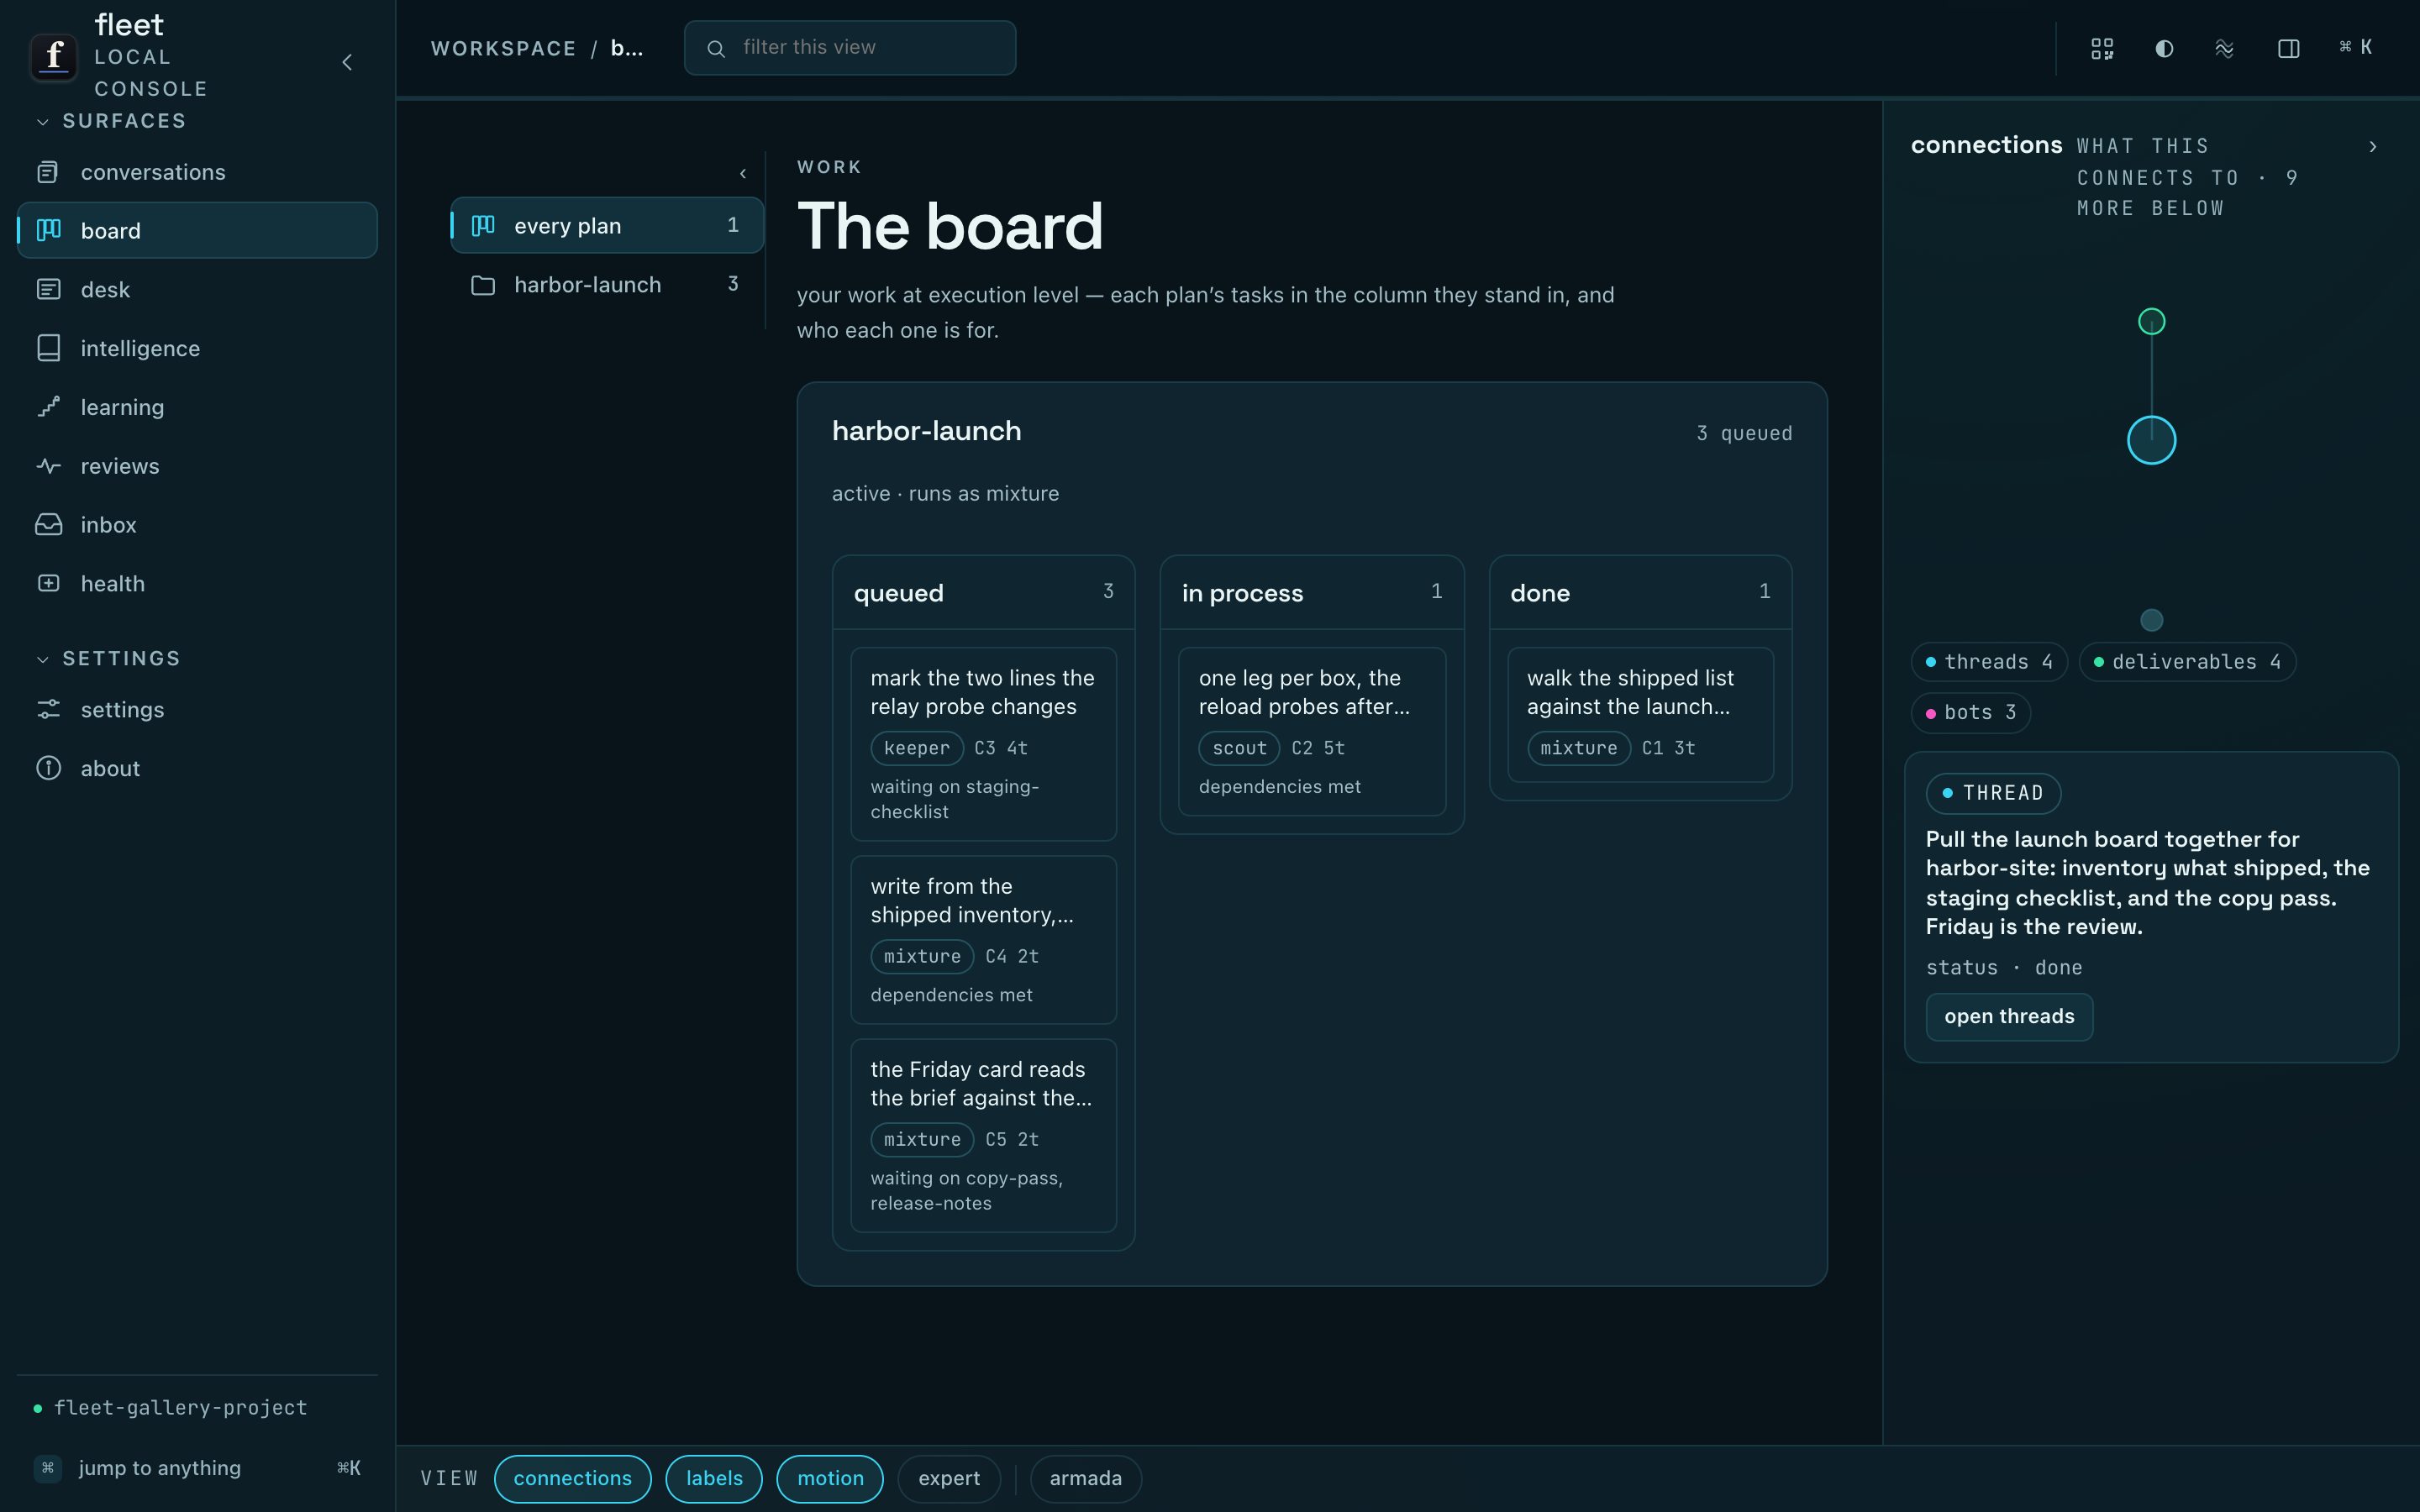 f
fleet
LOCAL
CONSOLE
SURFACES
conversations
board
desk
intelligence
learning
reviews
inbox
health
SETTINGS
settings
about
fleet-gallery-project
⌘ jump to anything ⌘K
WORKSPACE / b...
filter this view
⌘ K
every plan 1
harbor-launch 3
WORK
The board
your work at execution level — each plan's tasks in the column they stand in, and
who each one is for.
harbor-launch 3 queued
active · runs as mixture
queued 3
mark the two lines the
relay probe changes
keeper C3 4t
waiting on staging-
checklist
write from the
shipped inventory,...
mixture C4 2t
dependencies met
the Friday card reads
the brief against the...
mixture C5 2t
waiting on copy-pass,
release-notes
in process 1
one leg per box, the
reload probes after...
scout C2 5t
dependencies met
done 1
walk the shipped list
against the launch...
mixture C1 3t
connections WHAT THIS
CONNECTS TO · 9
MORE BELOW
threads 4 deliverables 4
bots 3
THREAD
Pull the launch board together for
harbor-site: inventory what shipped, the
staging checklist, and the copy pass.
Friday is the review.
status · done
open threads
VIEW connections labels motion expert armada